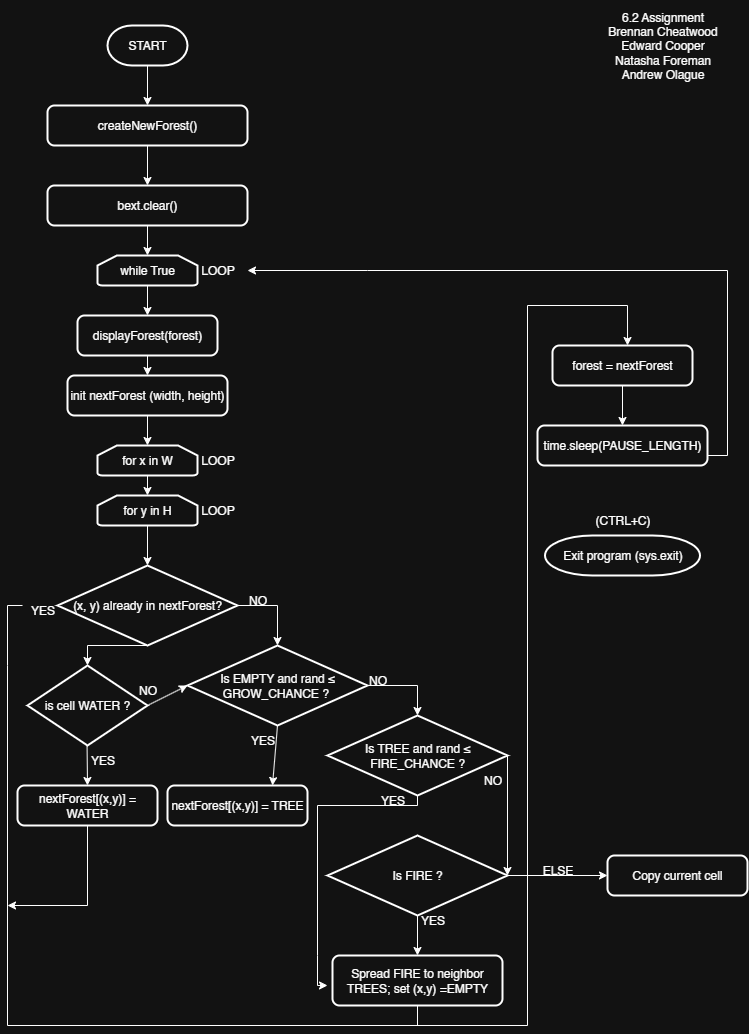 6.2 Assignment
Brennan Cheatwood
Edward Cooper
Natasha Foreman
Andrew Olague
START
createNewForest()
bext.clear()
while True
LOOP
displayForest(forest)
init nextForest (width, height)
for x in W
LOOP
for y in H
LOOP
forest = nextForest
time.sleep(PAUSE_LENGTH)
(CTRL+C)
Exit program (sys.exit)
(x, y) already in nextForest?
YES
NO
is cell WATER ?
NO
YES
nextForest[(x,y)] =
WATER
Is EMPTY and rand ≤
GROW_CHANCE ?
NO
YES
nextForest[(x,y)] = TREE
Is TREE and rand ≤
FIRE_CHANCE ?
NO
YES
Is FIRE ?
ELSE
Copy current cell
YES
Spread FIRE to neighbor
TREES; set (x,y) =EMPTY